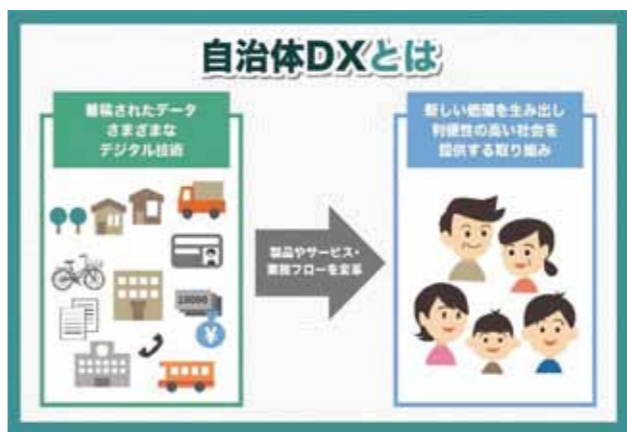 自治体DXとは
蓄積されたデータ
さまざまな
デジタル技術
新しい価値を生み出し
利便性の高い社会を
提供する取り組み
製品やサービス・
業務フローを変革
10000
¥